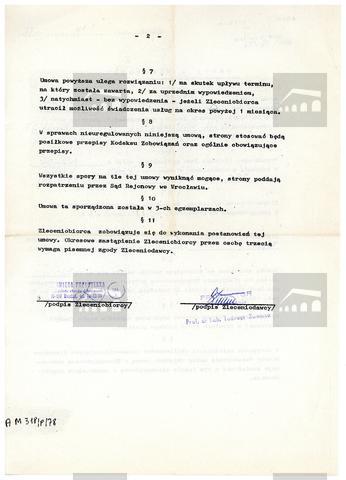 - 2 -
§ 7
Umowa powyższa ulega rozwiązaniu: 1/ na skutek upływu terminu,
na który została zawarta, 2/ za uprzednim wypowiedzeniem,
3/ natychmiast - bez wypowiedzenia - jeżeli Zleceniobiorca
utracił możliwość świadczenia usług na okres powyżej 1 miesiąca.
§ 8
W sprawach nieuregulowanych niniejszą umową, strony stosować będą
posiłkowe przepisy Kodeksu Zobowiązań oraz ogólnie obowiązujące
przepisy.
§ 9
Wszystkie spory na tle tej umowy wyniknąć mogące, strony poddają
rozpatrzeniu przez Sąd Rejonowy we Wrocławiu.
§ 10
Umowa ta sporządzona została w 3-ch egzemplarzach.
§ 11
Zleceniobiorca zobowiązuje się do wykonania postanowień tej
umowy. Okresowe zastąpienie Zleceniobiorcy przez osobę trzecią
wymaga pisemnej zgody Zleceniodawcy.
/podpis Zleceniobiorcy/
/podpis Zleceniodawcy/
AM 318/P/78